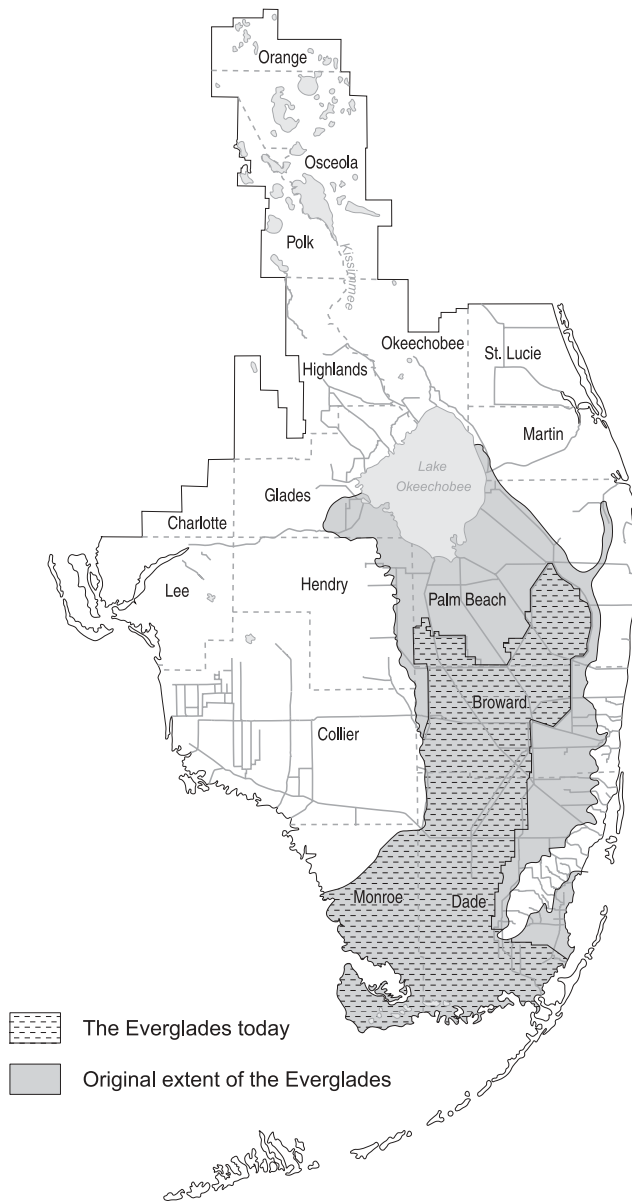 Orange
Osceola
Polk
Kissimmee
Okeechobee
St. Lucie
Highlands
Martin
Lake
Okeechobee
Glades
Charlotte
Lee
Hendry
Palm Beach
Broward
Collier
Monroe
Dade
The Everglades today
Original extent of the Everglades